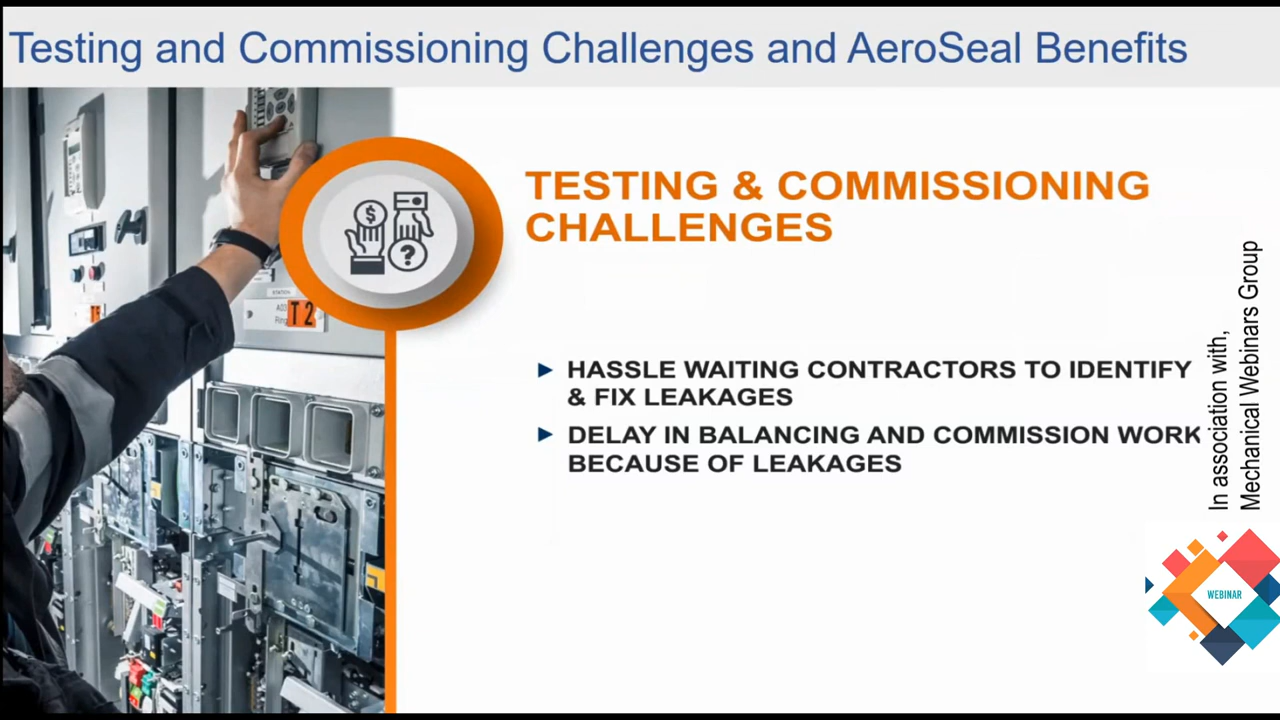 Testing and Commissioning Challenges and AeroSeal Benefits
TESTING & COMMISSIONING
CHALLENGES
HASSLE WAITING CONTRACTORS TO IDENTIFY
& FIX LEAKAGES
DELAY IN BALANCING AND COMMISSION WORK
BECAUSE OF LEAKAGES
In association with,
Mechanical Webinars Group
WEBINAR
$
?
T 2